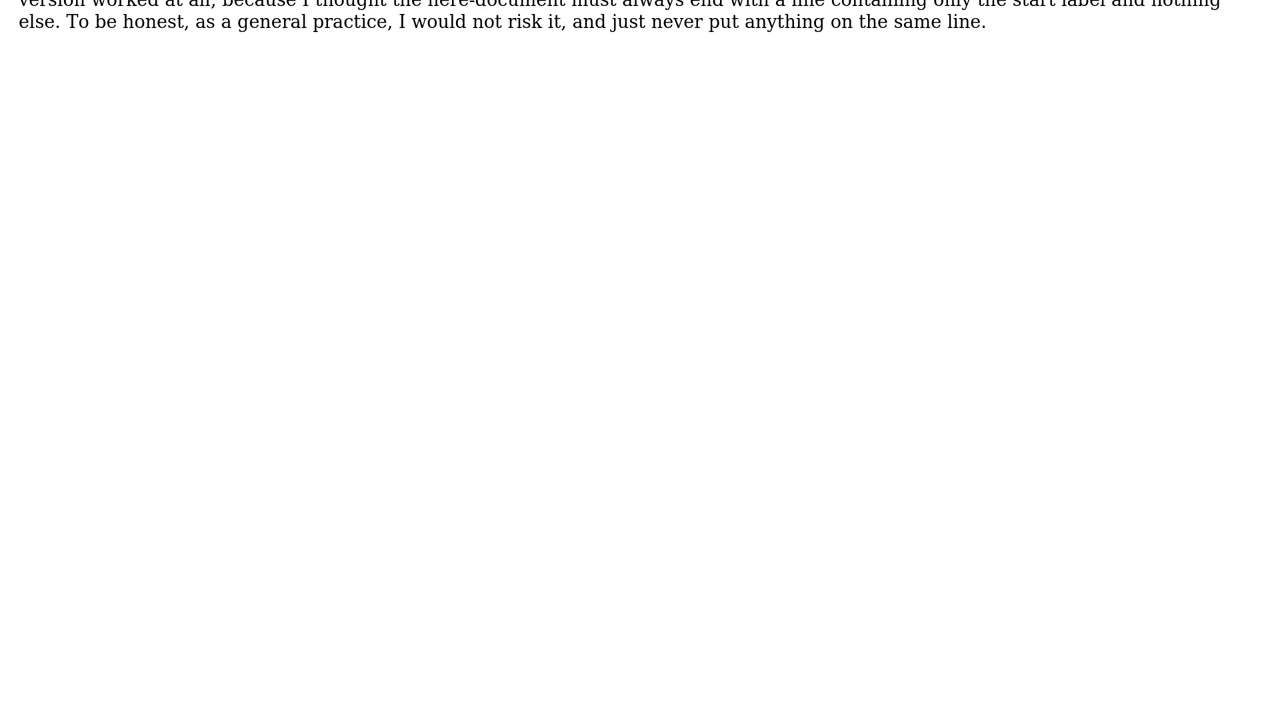 version worked at all, because I thought the here-document must always end with a line containing only the start label and nothing
else. To be honest, as a general practice, I would not risk it, and just never put anything on the same line.